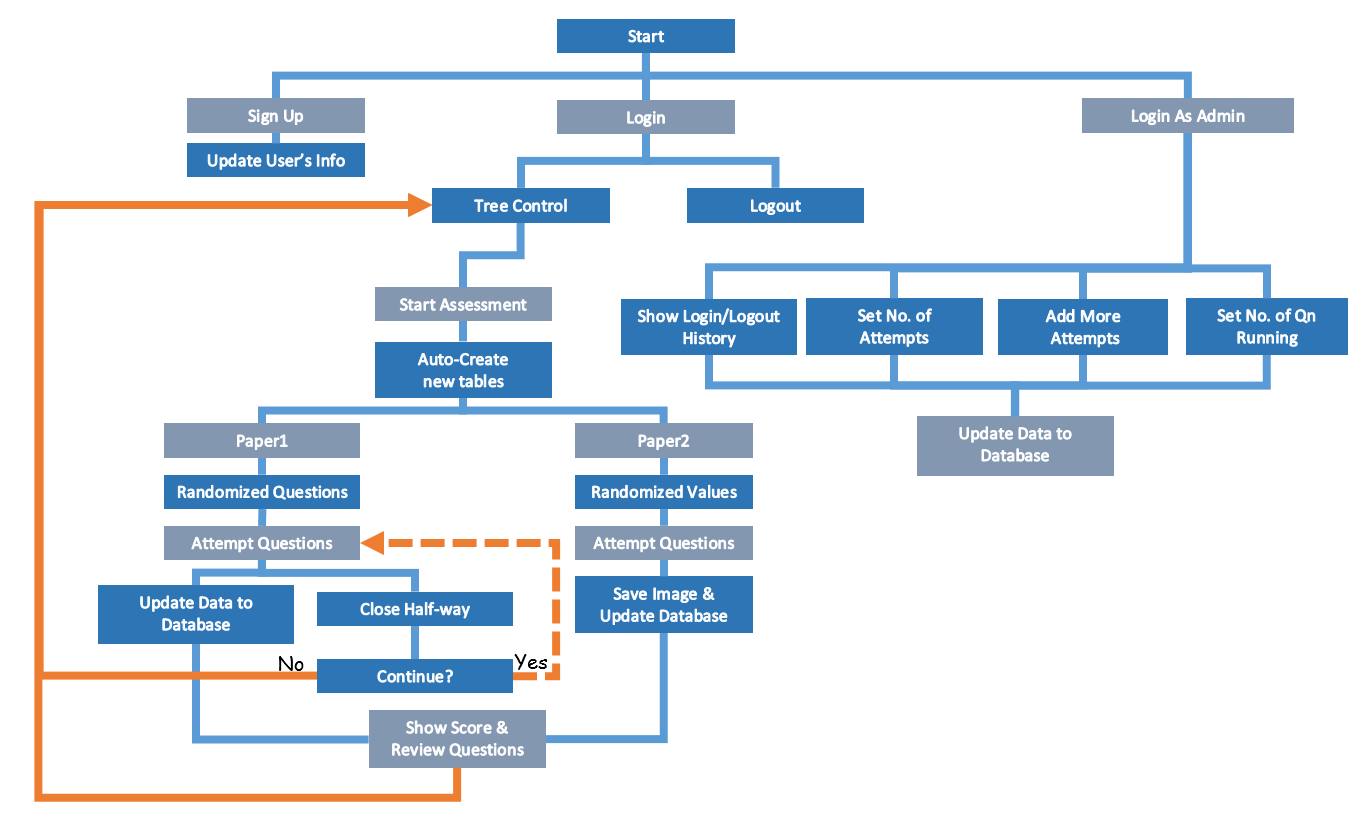 Start
Sign Up
Login
Login As Admin
Update User's Info
Tree Control
Logout
Start Assessment
Show Login/Logout
History
Set No. of
Attempts
Add More
Attempts
Set No. of Qn
Running
Auto-Create
new tables
Paper1
Paper2
Update Data to
Database
Randomized Questions
Randomized Values
Attempt Questions
Attempt Questions
Update Data to
Database
Close Half-way
Save Image &
Update Database
No
Continue?
Yes
Show Score &
Review Questions